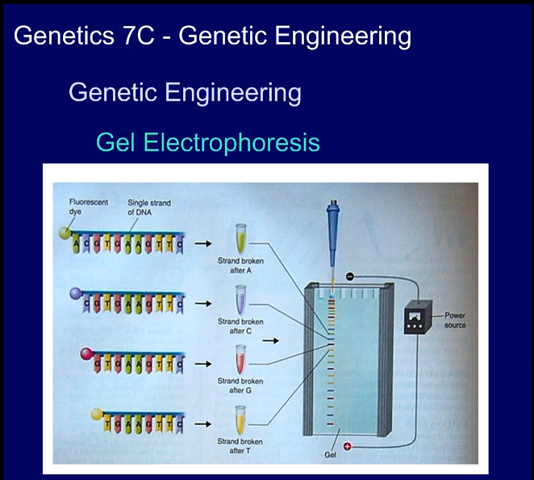 Genetics 7C - Genetic Engineering
Genetic Engineering
Gel Electrophoresis
Fluorescent
dye
Single strand
of DNA
A C G T G A A G T T C
Strand broken
after A
C G T G A A G T T C
Strand broken
after C
G T G A A G T T C
Strand broken
after G
T G A A G T T C
Strand broken
after T
Power
source
Gel